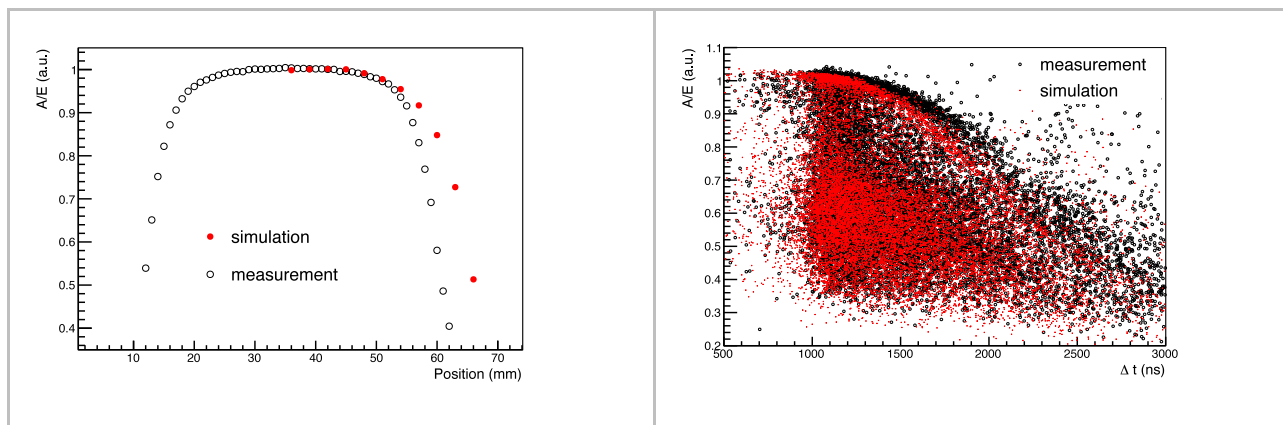 A/E (a.u.)
1
0.9
0.8
0.7
0.6
0.5
0.4
simulation
measurement
10 20 30 40 50 60 70
Position (mm)
A/E (a.u.)
1.1
1
0.9
0.8
0.7
0.6
0.5
0.4
0.3
0.2
measurement
simulation
500 1000 1500 2000 2500 3000
Δ t (ns)